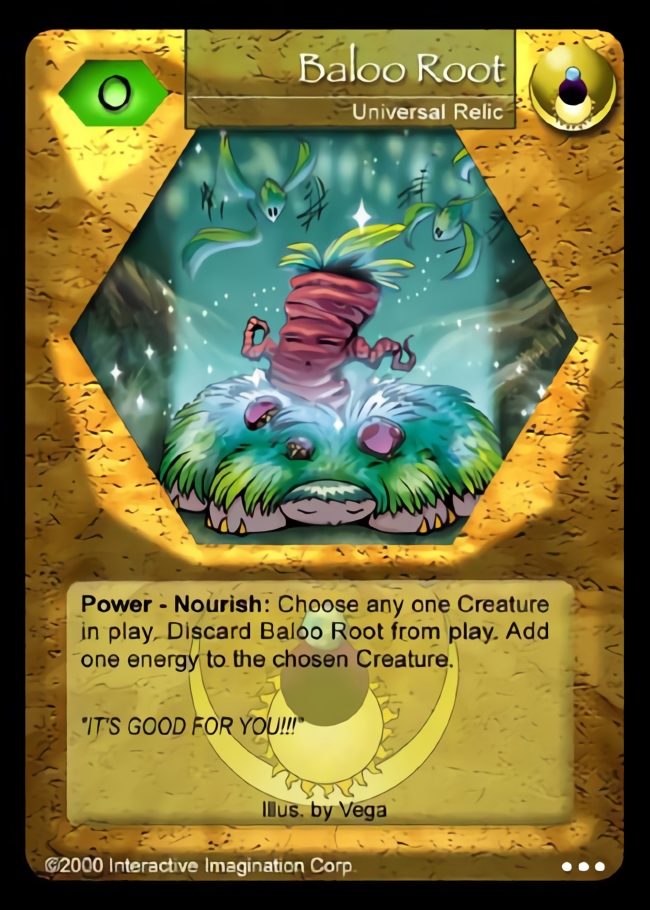 Baloo Root
0
Universal Relic
Power - Nourish: Choose any one Creature
in play. Discard Baloo Root from play. Add
one energy to the chosen Creature.
"IT'S GOOD FOR YOU!!!"
Illus. by Vega
©2000 Interactive Imagination Corp.